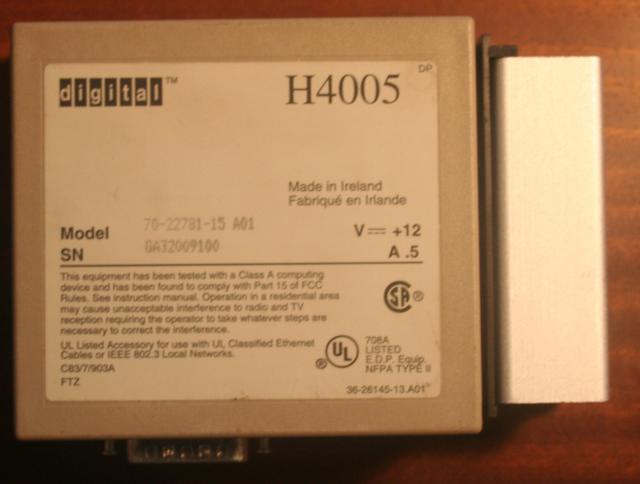 digital™
DP
H4005
Made in Ireland
Fabriqué en Irlande
Model 70-22781-15 A01
V +12
SN GA32009100
A .5
This equipment has been tested with a Class A computing
device and has been found to comply with Part 15 of FCC
Rules. See instruction manual. Operation in a residential area
may cause unacceptable interference to radio and TV
reception requiring the operator to take whatever steps are
necessary to correct the interference.
SA®
UL Listed Accessory for use with UL Classified Ethernet
Cables or IEEE 802.3 Local Networks.
C83/7/903A
FTZ
UL®
708A
LISTED
E.D.P. Equip.
NFPA TYPE II
36-26145-13.A01